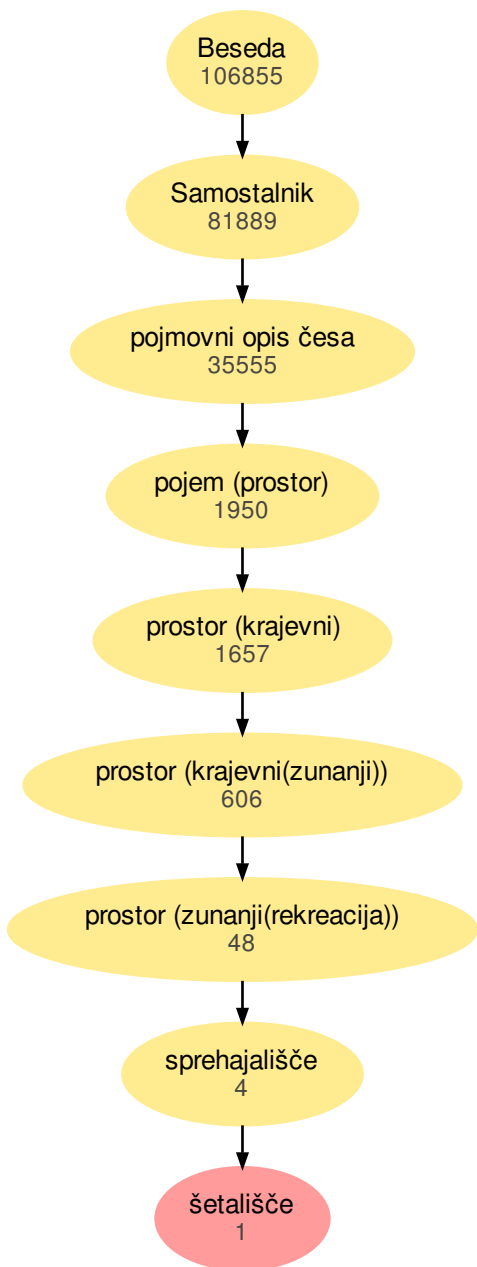 Beseda
106855
Samostalnik
81889
pojmovni opis česa
35555
pojem (prostor)
1950
prostor (krajevni)
1657
prostor (krajevni(zunanji))
606
prostor (zunanji(rekreacija))
48
sprehajališče
4
šetališče
1